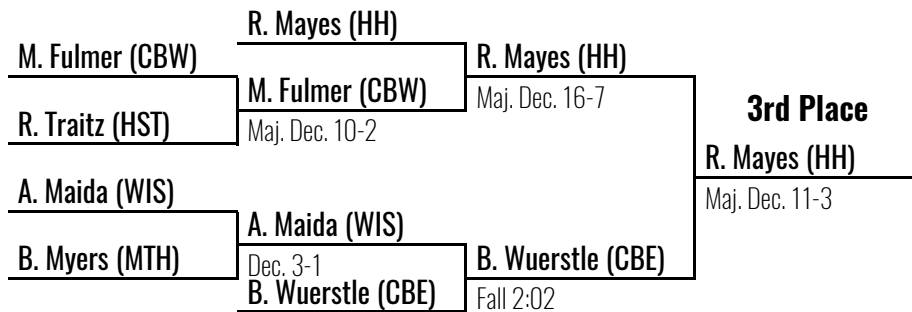 R. Mayes (HH)
M. Fulmer (CBW)
R. Mayes (HH)
M. Fulmer (CBW)
Maj. Dec. 16-7
3rd Place
R. Traitz (HST)
Maj. Dec. 10-2
R. Mayes (HH)
A. Maida (WIS)
Maj. Dec. 11-3
A. Maida (WIS)
B. Myers (MTH)
Dec. 3-1
B. Wuerstle (CBE)
B. Wuerstle (CBE)
Fall 2:02